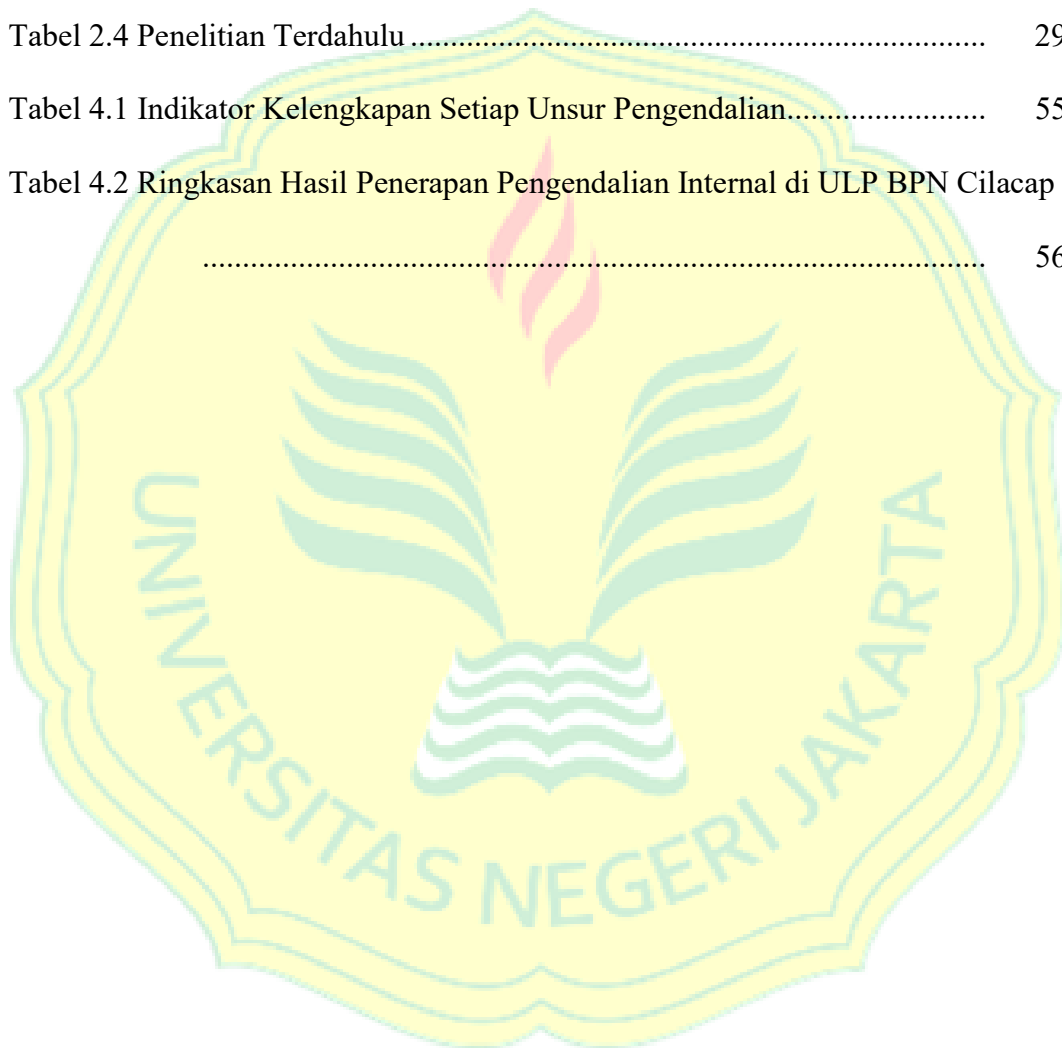 Tabel 2.4 Penelitian Terdahulu ........................................................................ 29
Tabel 4.1 Indikator Kelengkapan Setiap Unsur Pengendalian......................... 55
Tabel 4.2 Ringkasan Hasil Penerapan Pengendalian Internal di ULP BPN Cilacap
.................................................................................................. 56
UNIVERSITAS NEGERI JAKARTA